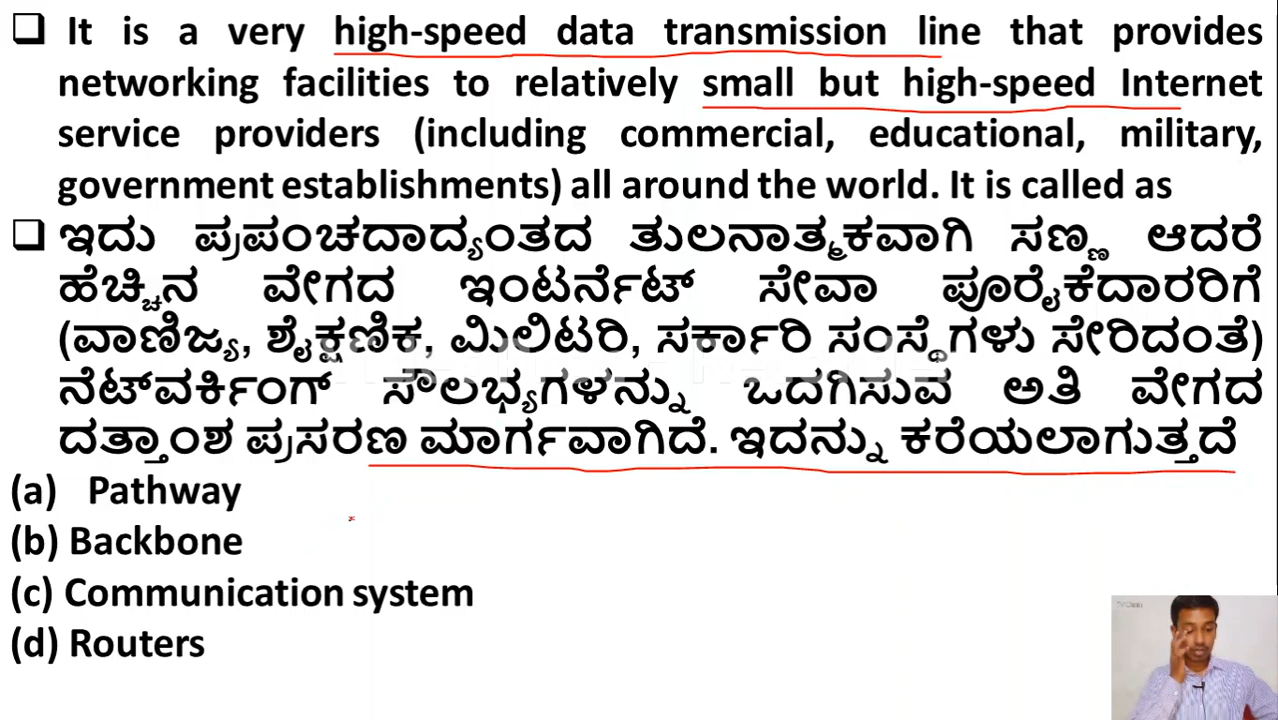 ❑ It is a very high-speed data transmission line that provides
networking facilities to relatively small but high-speed Internet
service providers (including commercial, educational, military,
government establishments) all around the world. It is called as
❑ ಇದು ಪ್ರಪಂಚದಾದ್ಯಂತದ ತುಲನಾತ್ಮಕವಾಗಿ ಸಣ್ಣ ಆದರೆ
ಹೆಚ್ಚಿನ ವೇಗದ ಇಂಟರ್ನೆಟ್ ಸೇವಾ ಪೂರೈಕೆದಾರರಿಗೆ
(ವಾಣಿಜ್ಯ, ಶೈಕ್ಷಣಿಕ, ಮಿಲಿಟರಿ, ಸರ್ಕಾರಿ ಸಂಸ್ಥೆಗಳು ಸೇರಿದಂತೆ)
ನೆಟ್‌ವರ್ಕಿಂಗ್ ಸೌಲಭ್ಯಗಳನ್ನು ಒದಗಿಸುವ ಅತಿ ವೇಗದ
ದತ್ತಾಂಶ ಪ್ರಸರಣ ಮಾರ್ಗವಾಗಿದೆ. ಇದನ್ನು ಕರೆಯಲಾಗುತ್ತದೆ
(a) Pathway
(b) Backbone
(c) Communication system
(d) Routers